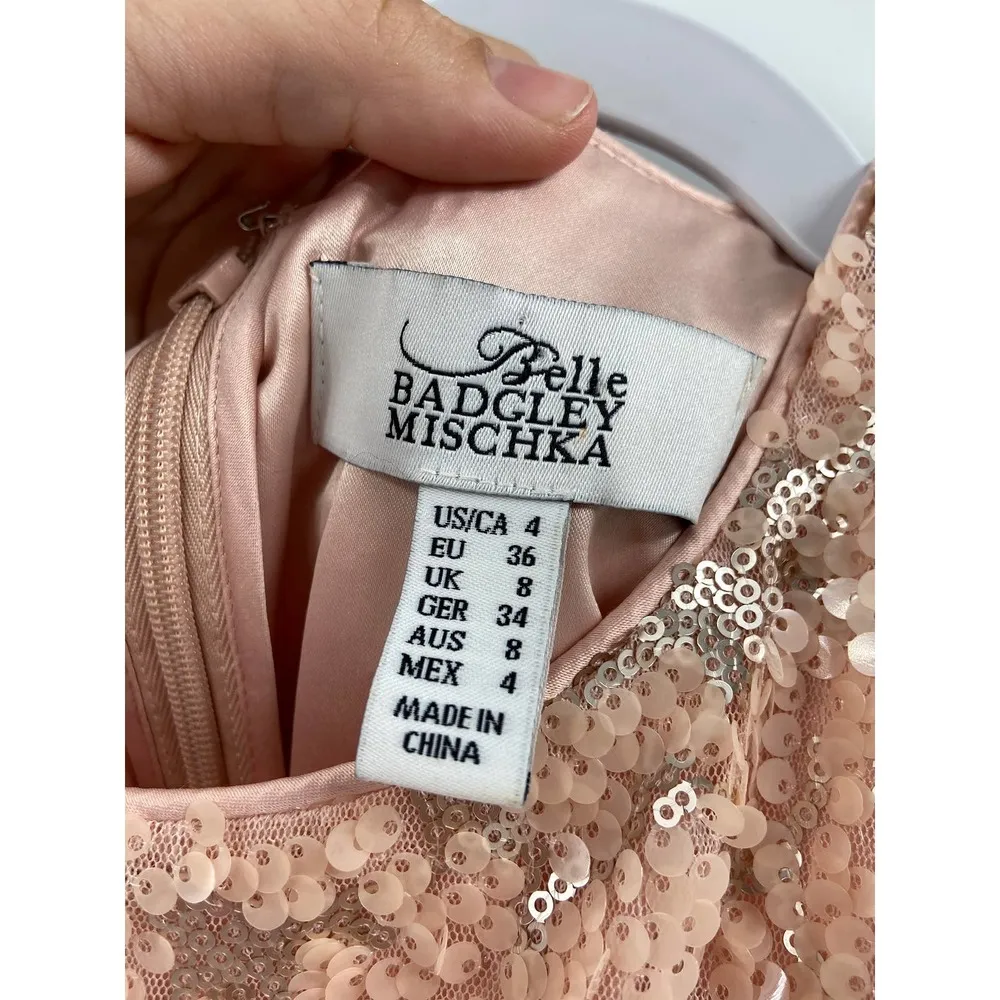 Belle
BADGLEY
MISCHKA
US/CA 4
EU 36
UK 8
GER 34
AUS 8
MEX 4
MADE IN
CHINA